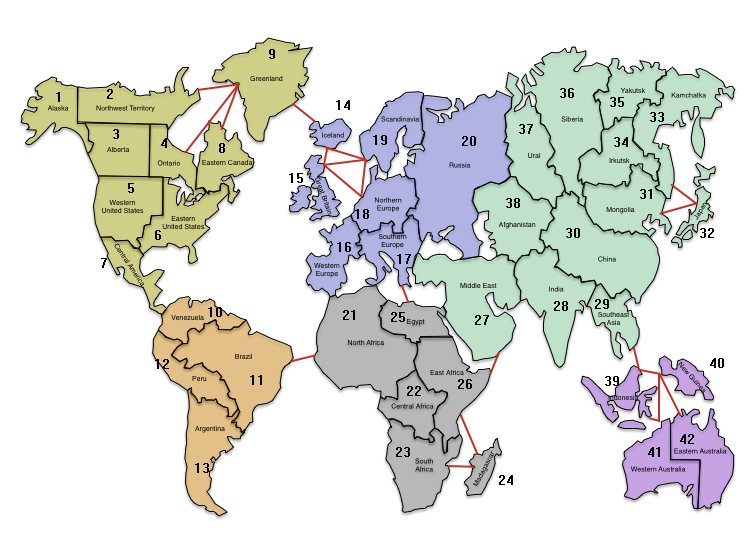 9
Greenland
1
Alaska
2
Northwest Territory
3
Alberta
4
Ontario
8
Eastern Canada
5
Western
United States
6
Eastern
United States
7
Central America
14
Iceland
Scandinavia
19
20
Russia
15
Great Britain
18
Northern
Europe
16
Western
Europe
Southern
Europe
17
36
Siberia
Yakutsk
35
Kamchatka
33
37
Ural
34
Irkutsk
38
Afghanistan
31
Mongolia
Japan
32
30
China
Middle East
27
India
28
29
Southeast
Asia
10
Venezuela
12
Peru
Brazil
11
Argentina
13
21
North Africa
25
Egypt
East Africa
26
22
Central Africa
23
South
Africa
Madagascar
24
39
Indonesia
40
New Guinea
41
Western Australia
42
Eastern Australia